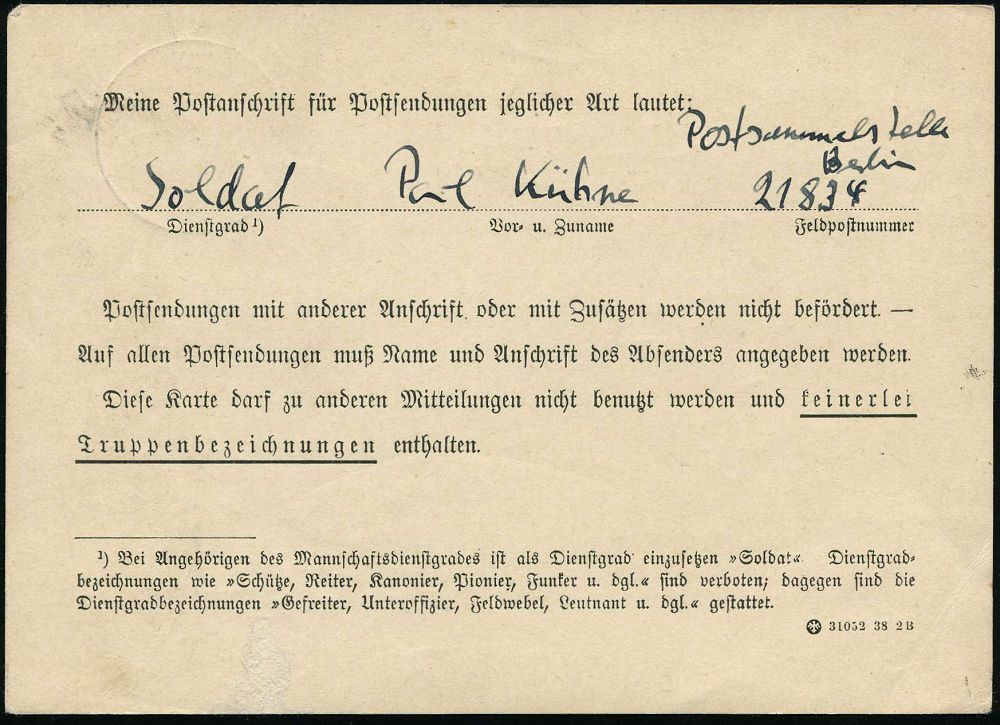 Meine Postanschrift für Postsendungen jeglicher Art lautet:
Postsammelstelle
Berlin
Soldat Paul Kühne 21834
Dienstgrad¹) Vor- u. Zuname Feldpostnummer
Postsendungen mit anderer Anschrift oder mit Zusätzen werden nicht befördert. —
Auf allen Postsendungen muß Name und Anschrift des Absenders angegeben werden.
Diese Karte darf zu anderen Mitteilungen nicht benutzt werden und keinerlei
Truppenbezeichnungen enthalten.
¹) Bei Angehörigen des Mannschaftsdienstgrades ist als Dienstgrad einzusetzen »Soldat«. Dienstgrad-
bezeichnungen wie »Schütze, Reiter, Kanonier, Pionier, Funker u. dgl.« sind verboten; dagegen sind die
Dienstgradbezeichnungen »Gefreiter, Unteroffizier, Feldwebel, Leutnant u. dgl.« gestattet.
31052 38 2B